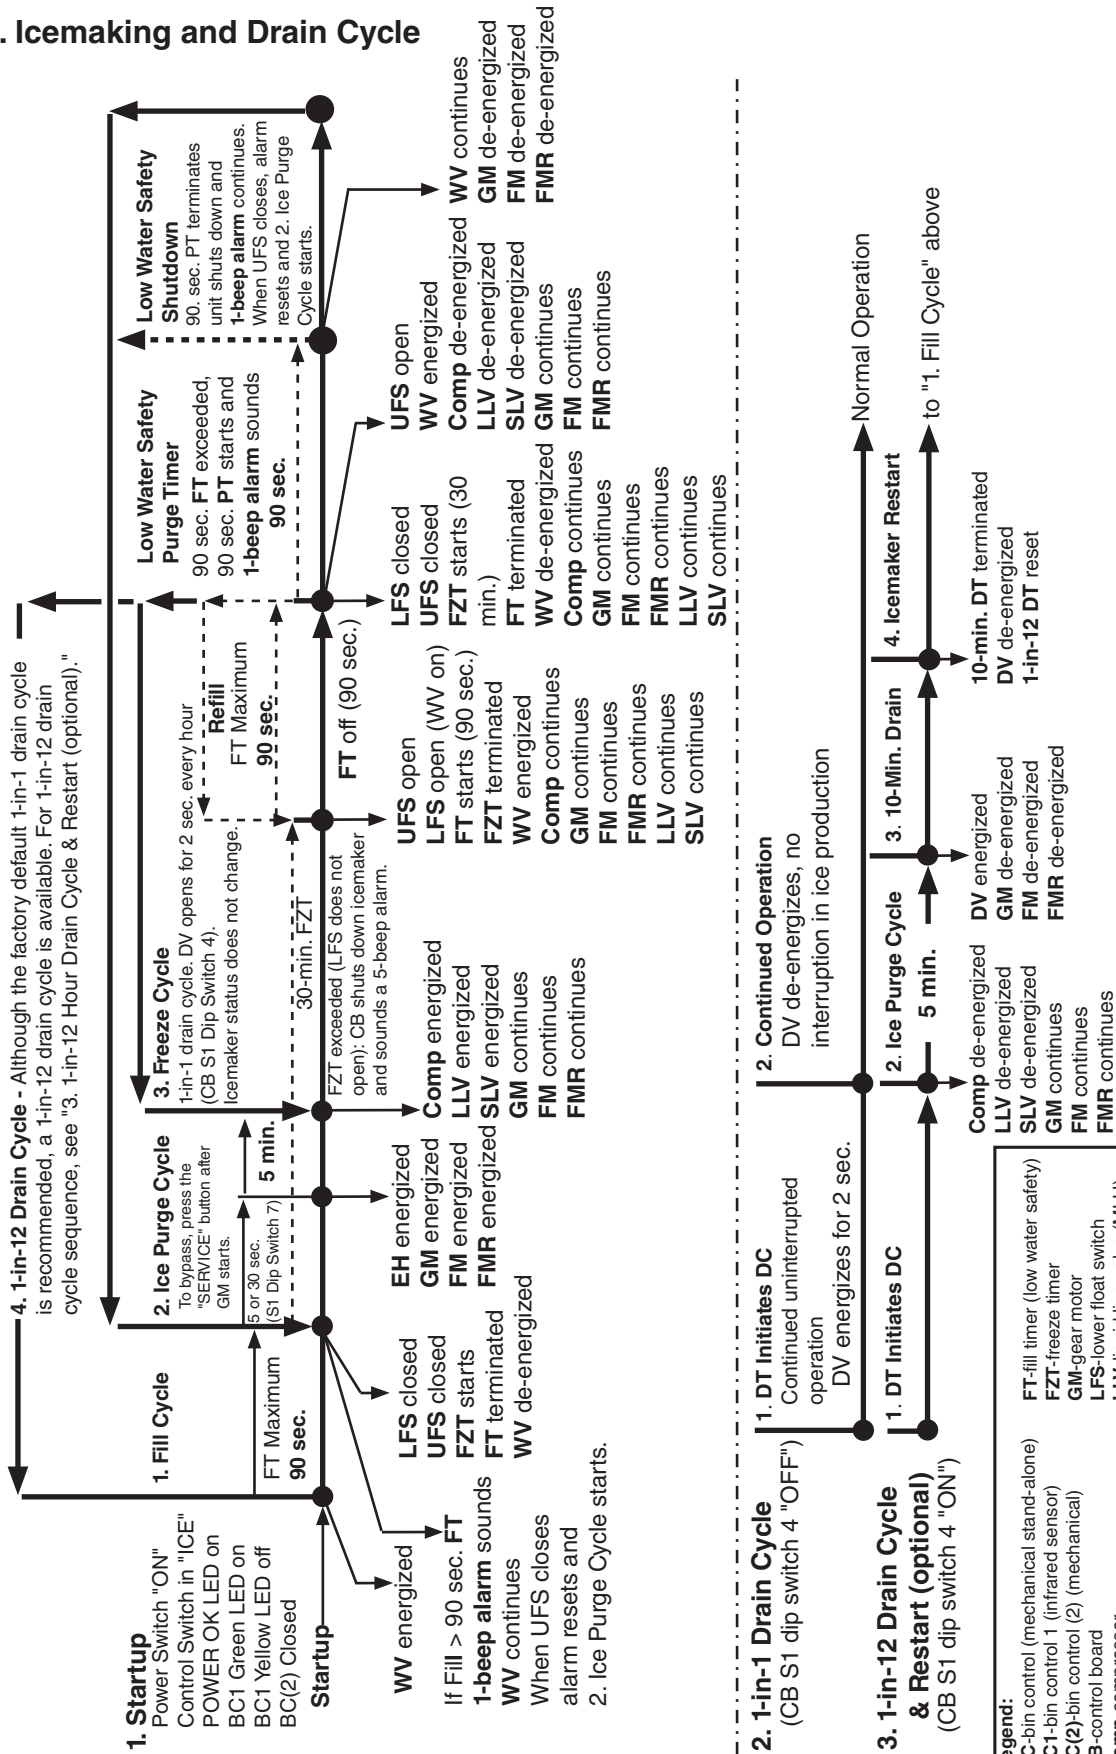 . Icemaking and Drain Cycle
4. 1-in-12 Drain Cycle - Although the factory default 1-in-1 drain cycle
is recommended, a 1-in-12 drain cycle is available. For 1-in-12 drain
cycle sequence, see "3. 1-in-12 Hour Drain Cycle & Restart (optional)."
1. Startup
Power Switch "ON"
Control Switch in "ICE"
POWER OK LED on
BC1 Green LED on
BC1 Yellow LED off
BC(2) Closed
Startup
1. Fill Cycle
FT Maximum
90 sec.
2. Ice Purge Cycle
To bypass, press the
"SERVICE" button after
GM starts.
5 or 30 sec.
(S1 Dip Switch 7)
5 min.
3. Freeze Cycle
1-in-1 drain cycle. DV opens for 2 sec. every hour
(CB S1 Dip Switch 4).
Icemaker status does not change.
30-min. FZT
FZT exceeded (LFS does not
open): CB shuts down icemaker
and sounds a 5-beep alarm.
Refill
FT Maximum
90 sec.
FT off (90 sec.)
Low Water Safety
Purge Timer
90 sec. FT exceeded,
90 sec. PT starts and
1-beep alarm sounds
90 sec.
Low Water Safety
Shutdown
90. sec. PT terminates
unit shuts down and
1-beep alarm continues.
When UFS closes, alarm
resets and 2. Ice Purge
Cycle starts.
WV energized
If Fill > 90 sec. FT
1-beep alarm sounds
WV continues
When UFS closes
alarm resets and
2. Ice Purge Cycle starts.
LFS closed
UFS closed
FZT starts
FT terminated
WV de-energized
EH energized
GM energized
FM energized
FMR energized
Comp energized
LLV energized
SLV energized
GM continues
FM continues
FMR continues
UFS open
LFS open (WV on)
FT starts (90 sec.)
FZT terminated
WV energized
Comp continues
GM continues
FM continues
FMR continues
LLV continues
SLV continues
LFS closed
UFS closed
FZT starts (30
min.)
FT terminated
WV de-energized
Comp continues
GM continues
FM continues
FMR continues
LLV continues
SLV continues
UFS open
WV energized
Comp de-energized
LLV de-energized
SLV de-energized
GM continues
FM continues
FMR continues
WV continues
GM de-energized
FM de-energized
FMR de-energized
2. 1-in-1 Drain Cycle
(CB S1 dip switch 4 "OFF")
1. DT Initiates DC
Continued uninterrupted
operation
DV energizes for 2 sec.
2. Continued Operation
DV de-energizes, no
interruption in ice production
Normal Operation
3. 1-in-12 Drain Cycle
& Restart (optional)
(CB S1 dip switch 4 "ON")
1. DT Initiates DC
2. Ice Purge Cycle
5 min.
3. 10-Min. Drain
4. Icemaker Restart
to "1. Fill Cycle" above
Comp de-energized
LLV de-energized
SLV de-energized
GM continues
FM continues
FMR continues
DV energized
GM de-energized
FM de-energized
FMR de-energized
10-min. DT terminated
DV de-energized
1-in-12 DT reset
egend:
C-bin control (mechanical stand-alone)
C1-bin control 1 (infrared sensor)
C(2)-bin control (2) (mechanical)
B-control board
FT-fill timer (low water safety)
FZT-freeze timer
GM-gear motor
LFS-lower float switch